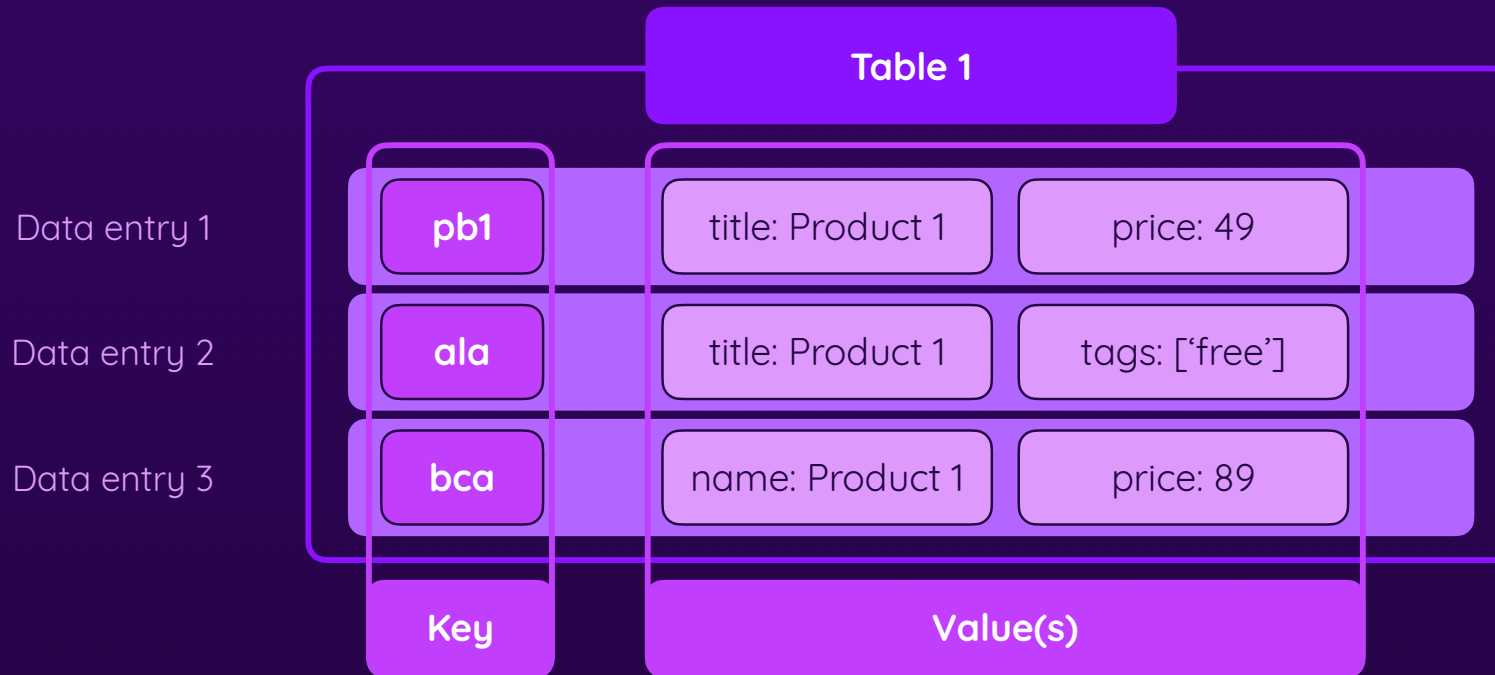 Table 1
Data entry 1 pb1 title: Product 1 price: 49
Data entry 2 ala title: Product 1 tags: [‘free’]
Data entry 3 bca name: Product 1 price: 89
Key Value(s)